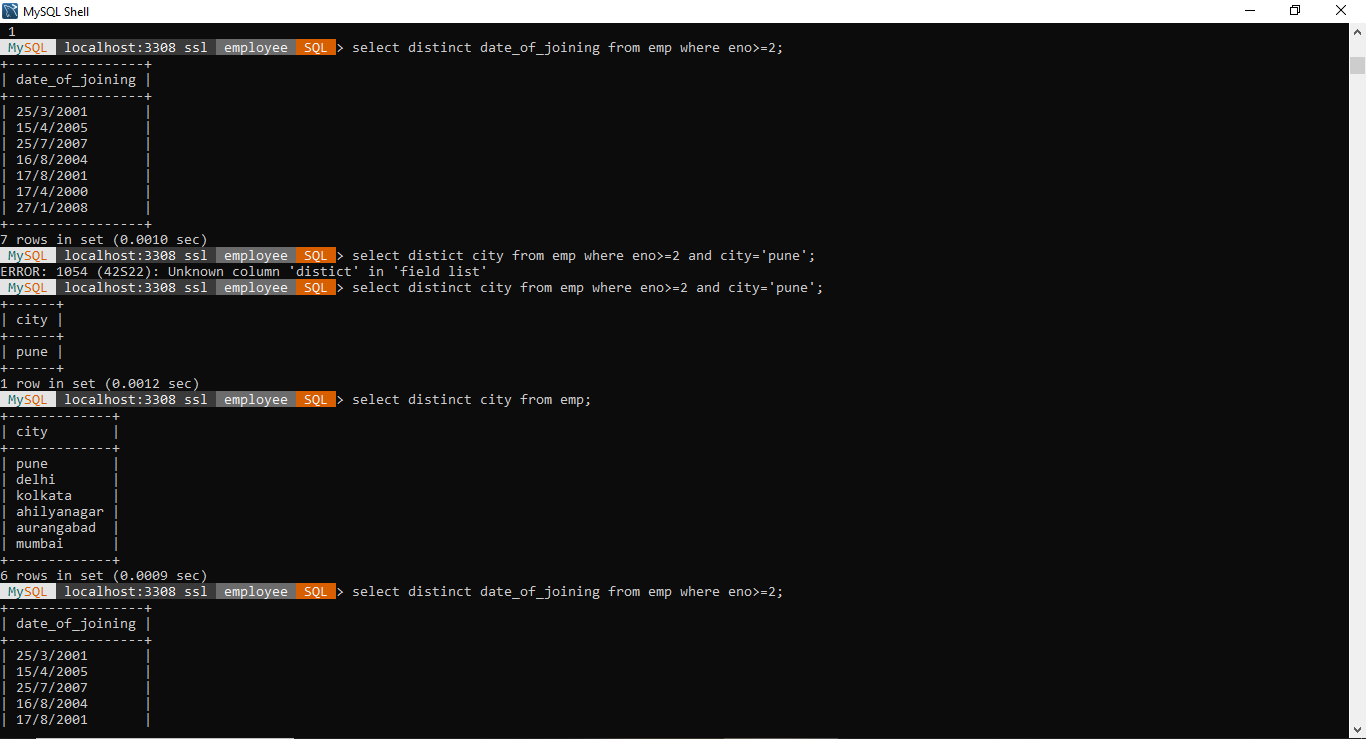 MySQL Shell
1
MySQL localhost:3308 ssl employee SQL > select distinct date_of_joining from emp where eno>=2;
+-----------------+
| date_of_joining |
+-----------------+
| 25/3/2001       |
| 15/4/2005       |
| 25/7/2007       |
| 16/8/2004       |
| 17/8/2001       |
| 17/4/2000       |
| 27/1/2008       |
+-----------------+
7 rows in set (0.0010 sec)
MySQL localhost:3308 ssl employee SQL > select distict city from emp where eno>=2 and city='pune';
ERROR: 1054 (42S22): Unknown column 'distict' in 'field list'
MySQL localhost:3308 ssl employee SQL > select distinct city from emp where eno>=2 and city='pune';
+------+
| city |
+------+
| pune |
+------+
1 row in set (0.0012 sec)
MySQL localhost:3308 ssl employee SQL > select distinct city from emp;
+-------------+
| city        |
+-------------+
| pune        |
| delhi       |
| kolkata     |
| ahilyanagar |
| aurangabad  |
| mumbai      |
+-------------+
6 rows in set (0.0009 sec)
MySQL localhost:3308 ssl employee SQL > select distinct date_of_joining from emp where eno>=2;
+-----------------+
| date_of_joining |
+-----------------+
| 25/3/2001       |
| 15/4/2005       |
| 25/7/2007       |
| 16/8/2004       |
| 17/8/2001       |